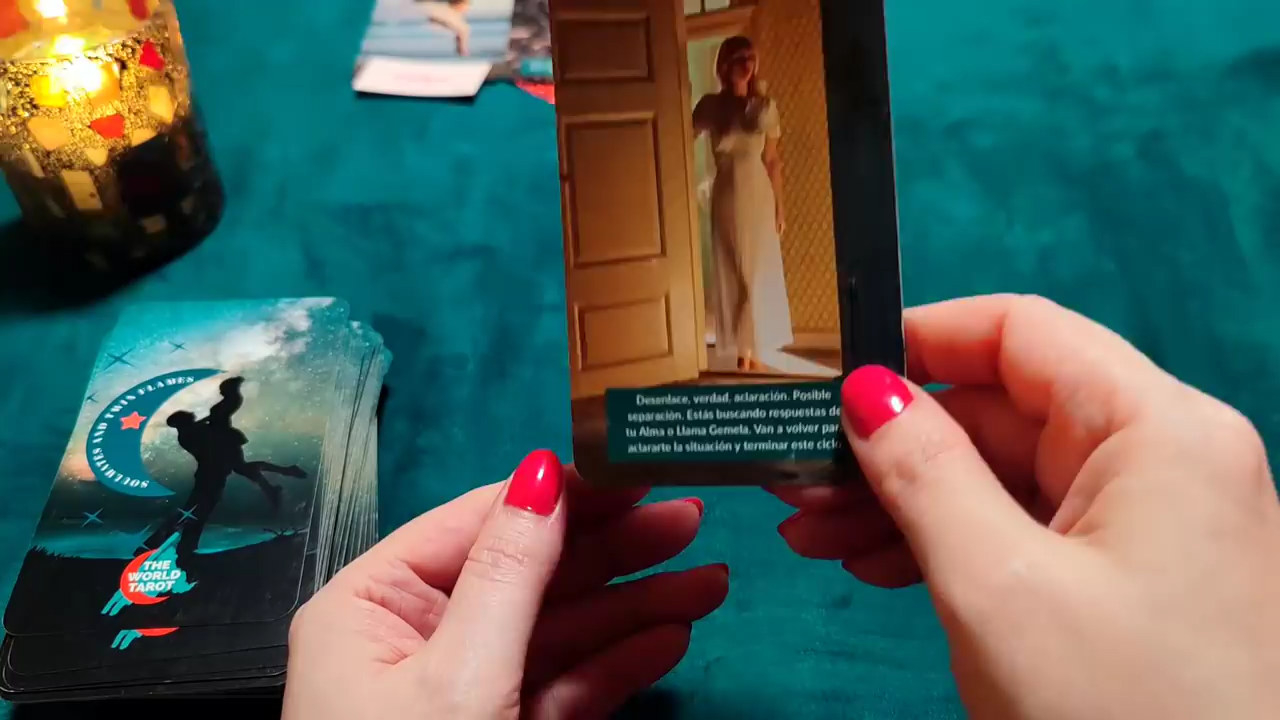 Desenlace, verdad, aclaración. Posible
separación. Estás buscando respuestas de
tu Alma o Llama Gemela. Van a volver par
aclararte la situación y terminar este ciclo
SOULMATES AND TWIN FLAMES
THE
WORLD
TAROT